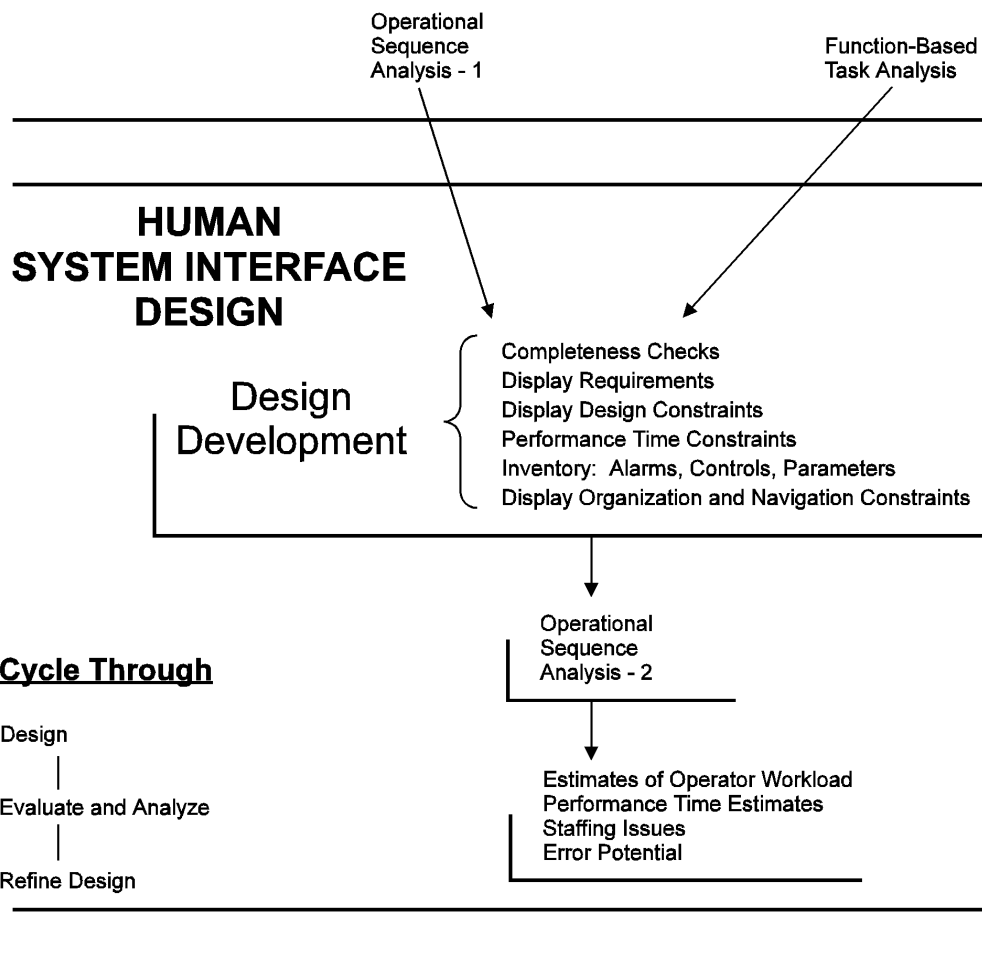 Operational
Sequence
Analysis - 1
Function-Based
Task Analysis
HUMAN
SYSTEM INTERFACE
DESIGN
Design
Development
Completeness Checks
Display Requirements
Display Design Constraints
Performance Time Constraints
Inventory: Alarms, Controls, Parameters
Display Organization and Navigation Constraints
Operational
Sequence
Analysis - 2
Cycle Through
Design
Evaluate and Analyze
Refine Design
Estimates of Operator Workload
Performance Time Estimates
Staffing Issues
Error Potential